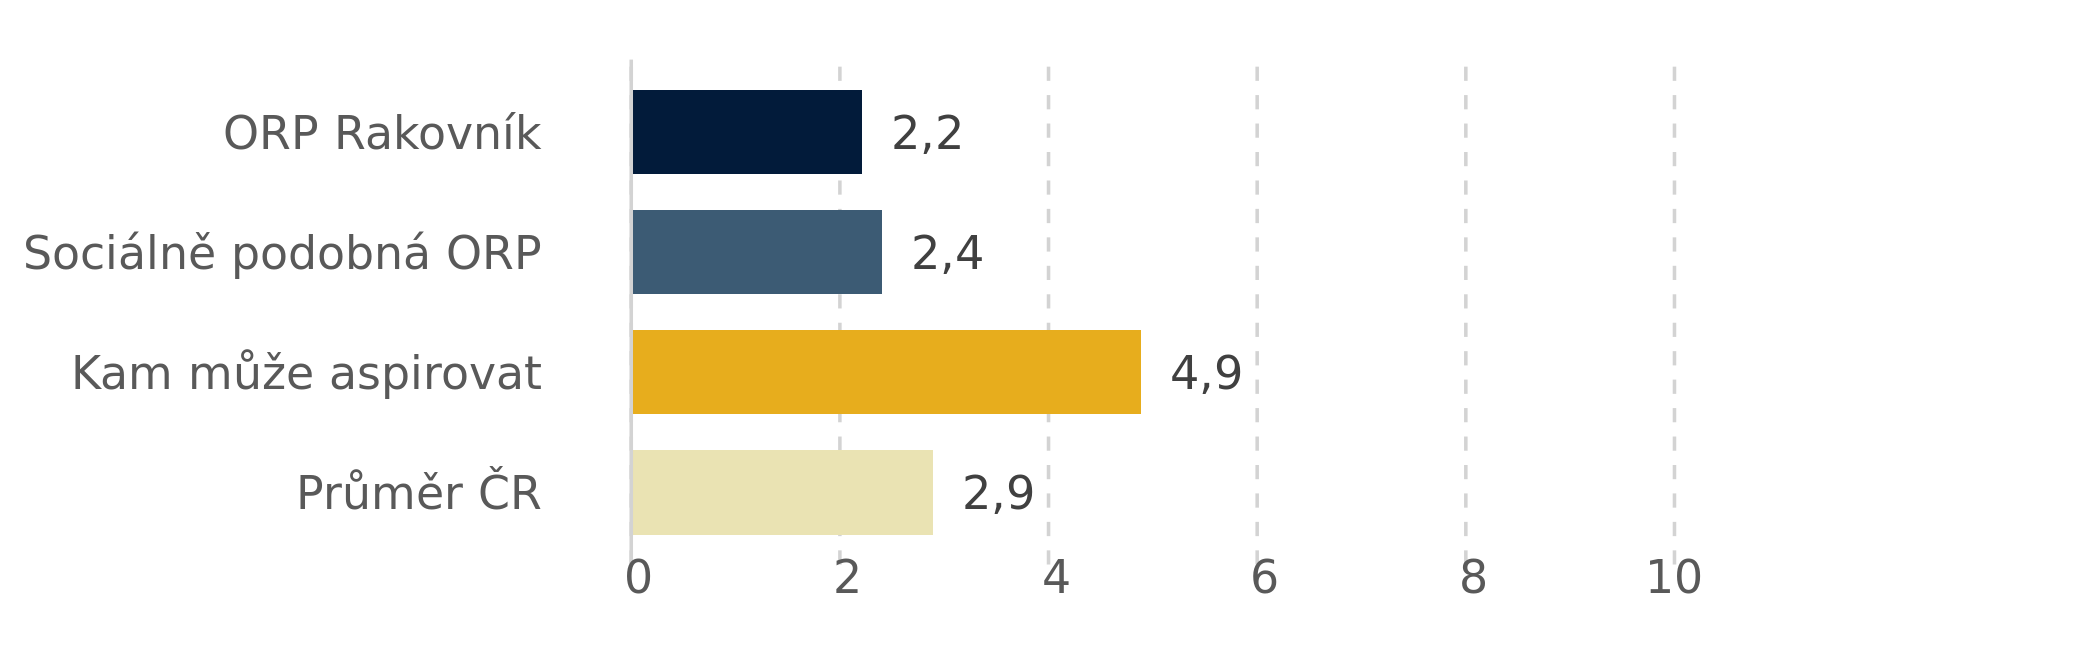 ORP Rakovník 2,2
Sociálně podobná ORP 2,4
Kam může aspirovat 4,9
Průměr ČR 2,9
0 2 4 6 8 10